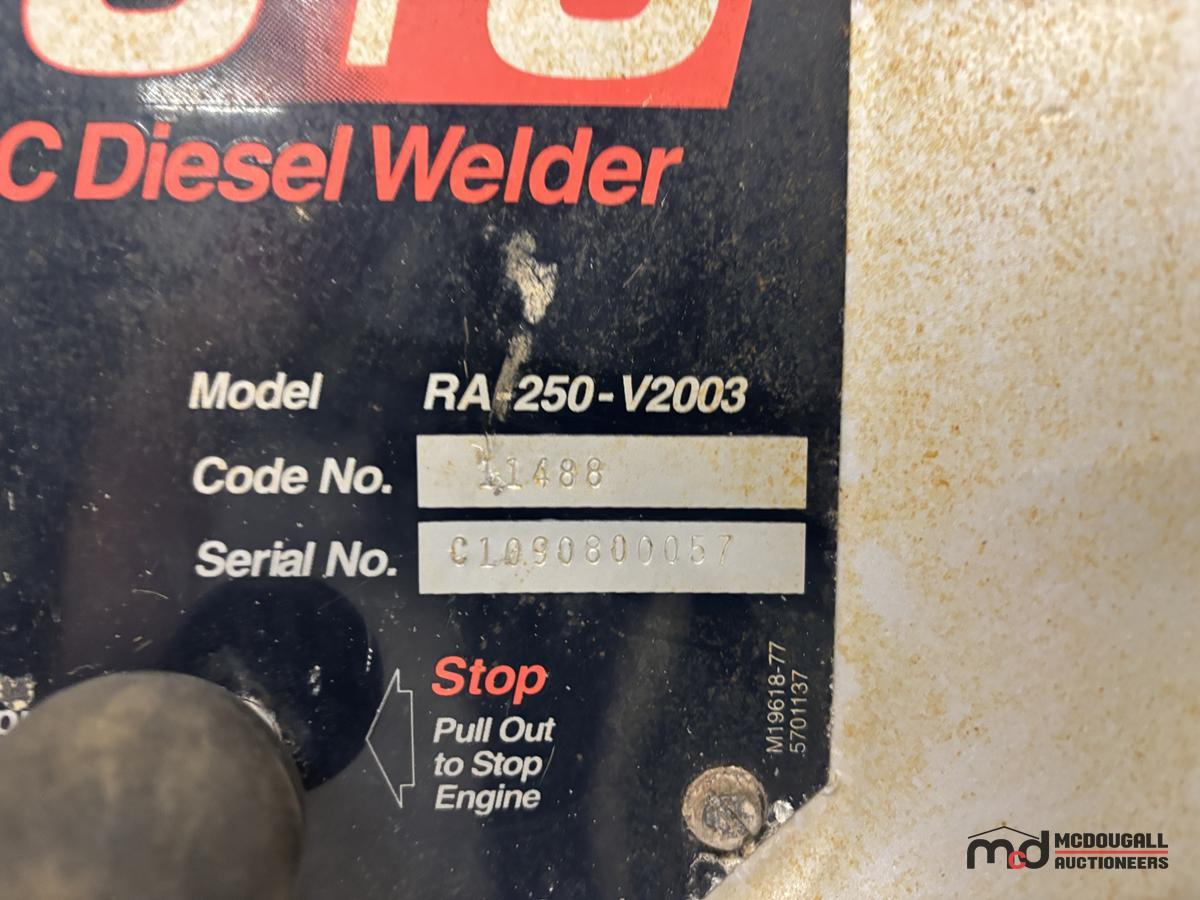 C Diesel Welder
Model RA-250-V2003
Code No. 11488
Serial No. C1090800057
Stop
Pull Out
to Stop
Engine
M19618-77
5701137
mcd MCDOUGALL
AUCTIONEERS